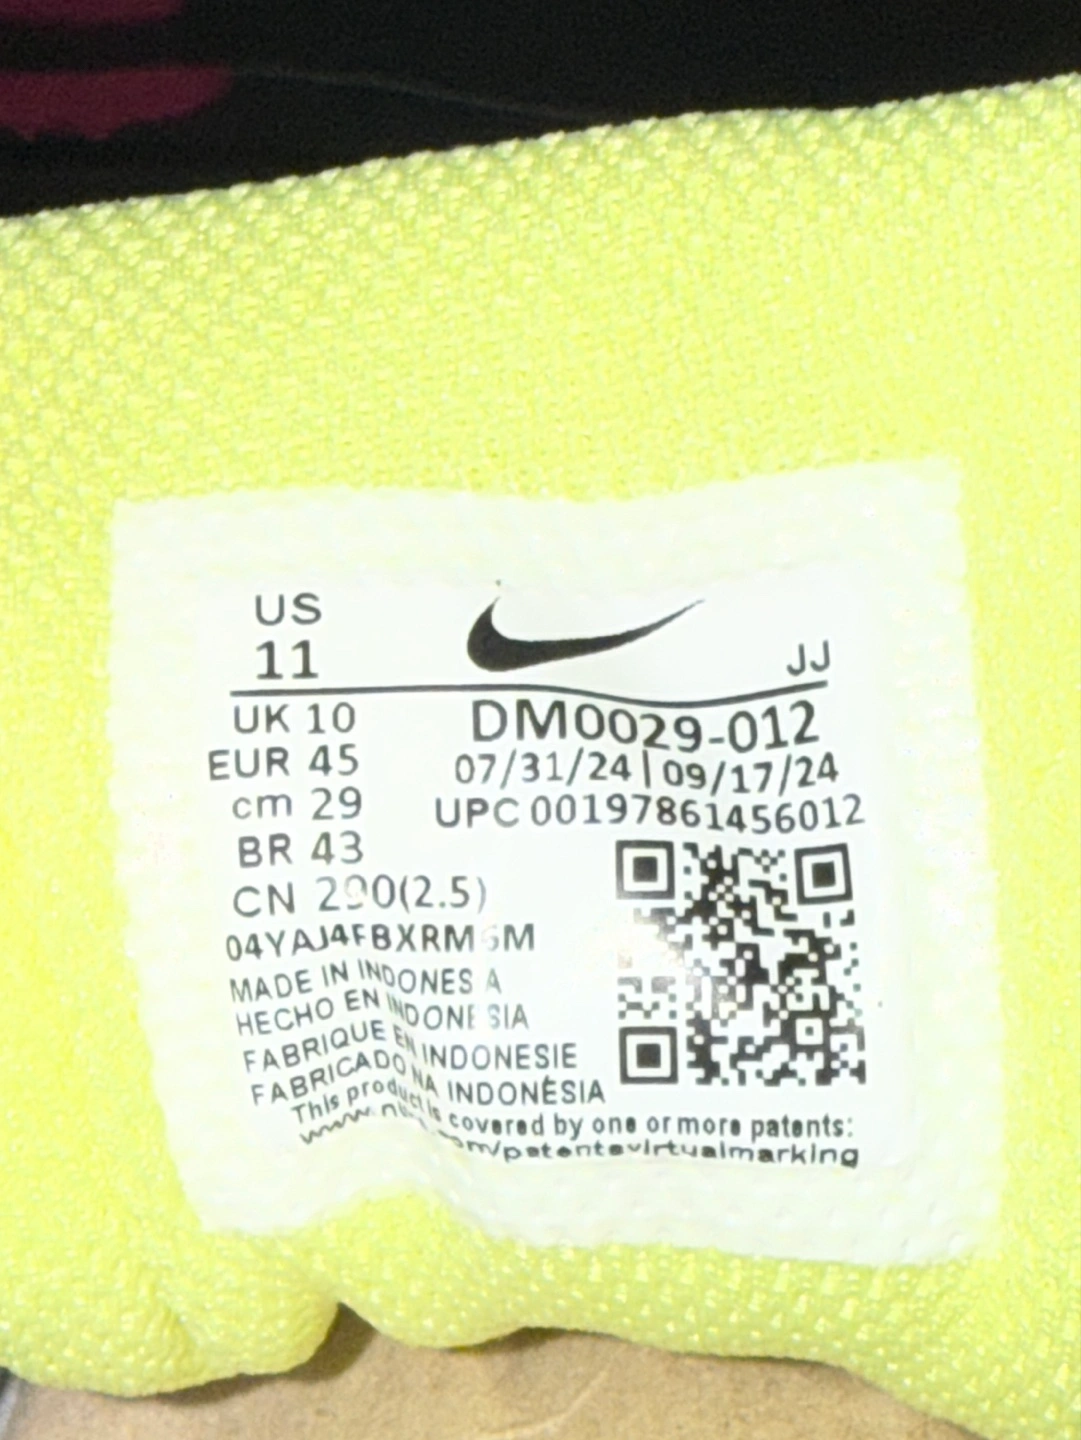 US
11
JJ
UK 10
DM0029-012
EUR 45
07/31/24 | 09/17/24
cm 29
UPC 00197861456012
BR 43
CN 290(2.5)
MADE IN INDONESIA
HECHO EN INDONESIA
FABRIQUE EN INDONESIE
FABRICADO NA INDONÉSIA
This product is covered by one or more patents: